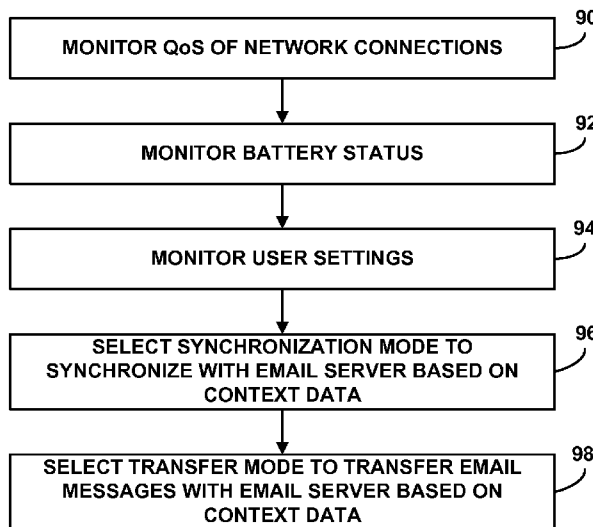 90
MONITOR QoS OF NETWORK CONNECTIONS
92
MONITOR BATTERY STATUS
94
MONITOR USER SETTINGS
96
SELECT SYNCHRONIZATION MODE TO
SYNCHRONIZE WITH EMAIL SERVER BASED ON
CONTEXT DATA
98
SELECT TRANSFER MODE TO TRANSFER EMAIL
MESSAGES WITH EMAIL SERVER BASED ON
CONTEXT DATA